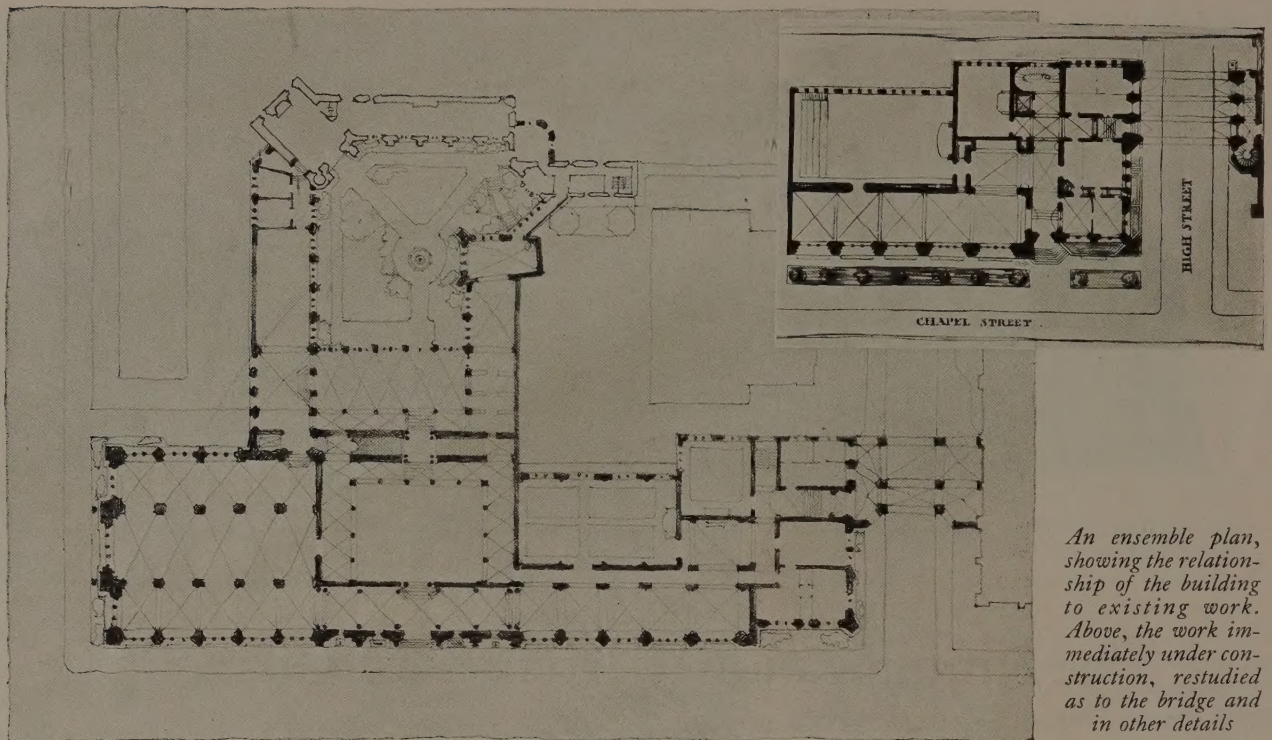 HIGH STREET
CHAPEL STREET
An ensemble plan,
showing the relation-
ship of the building
to existing work.
Above, the work im-
mediately under con-
struction, restudied
as to the bridge and
in other details